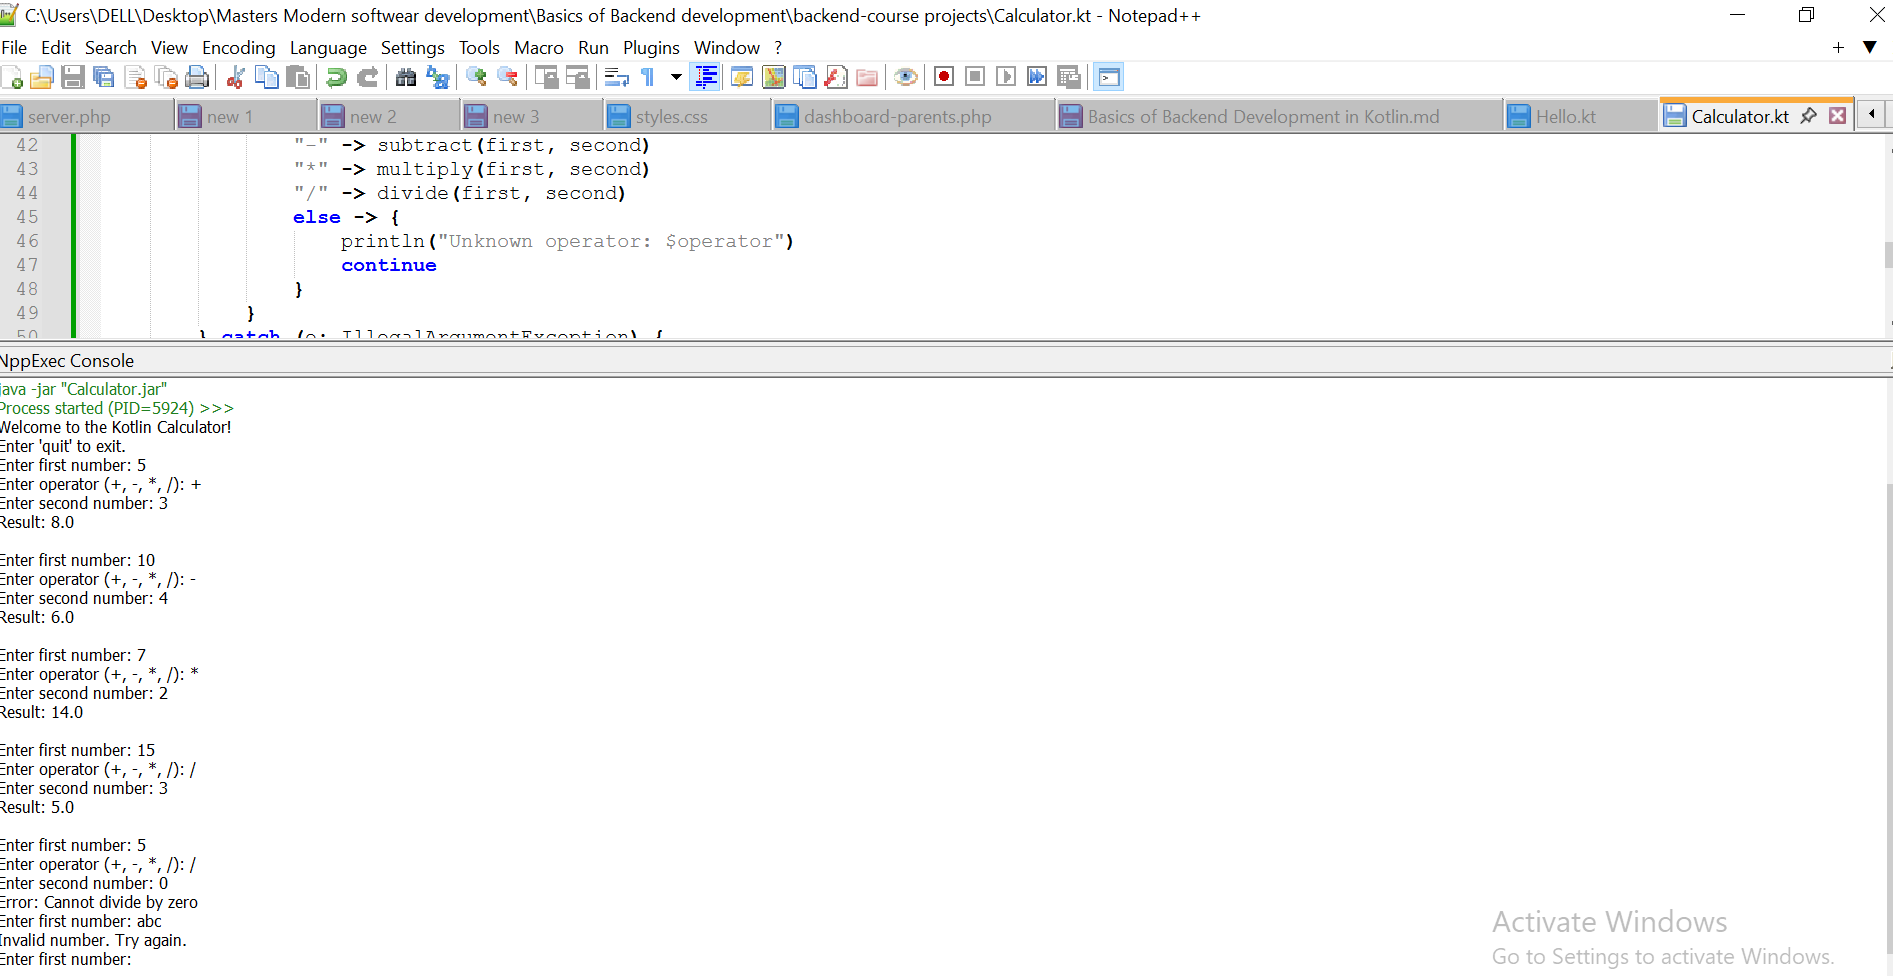 C:\Users\DELL\Desktop\Masters Modern softwear development\Basics of Backend development\backend-course projects\Calculator.kt - Notepad++
File Edit Search View Encoding Language Settings Tools Macro Run Plugins Window ?
server.php new 1 new 2 new 3 styles.css dashboard-parents.php Basics of Backend Development in Kotlin.md Hello.kt Calculator.kt
42 "-" -> subtract(first, second)
43 "*" -> multiply(first, second)
44 "/" -> divide(first, second)
45 else -> {
46 println("Unknown operator: $operator")
47 continue
48 }
49 }
50 } catch (e: IllegalArgumentException) {
NppExec Console
java -jar "Calculator.jar"
Process started (PID=5924) >>>
Welcome to the Kotlin Calculator!
Enter 'quit' to exit.
Enter first number: 5
Enter operator (+, -, *, /): +
Enter second number: 3
Result: 8.0
Enter first number: 10
Enter operator (+, -, *, /): -
Enter second number: 4
Result: 6.0
Enter first number: 7
Enter operator (+, -, *, /): *
Enter second number: 2
Result: 14.0
Enter first number: 15
Enter operator (+, -, *, /): /
Enter second number: 3
Result: 5.0
Enter first number: 5
Enter operator (+, -, *, /): /
Enter second number: 0
Error: Cannot divide by zero
Enter first number: abc
Invalid number. Try again.
Enter first number:
Activate Windows
Go to Settings to activate Windows.